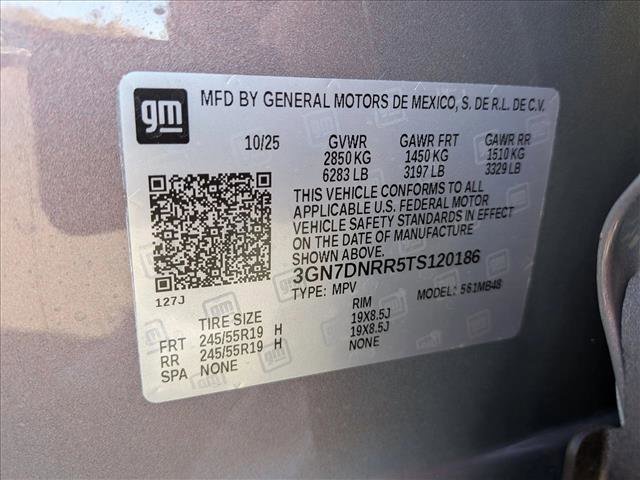 gm MFD BY GENERAL MOTORS DE MEXICO, S. DE R.L. DE C.V.
10/25 GVWR GAWR FRT GAWR RR
2850 KG 1450 KG 1510 KG
6283 LB 3197 LB 3329 LB
THIS VEHICLE CONFORMS TO ALL
APPLICABLE U.S. FEDERAL MOTOR
VEHICLE SAFETY STANDARDS IN EFFECT
ON THE DATE OF MANUFACTURE
SHOWN ABOVE.
3GN7DNRR5TS120186
127J TYPE: MPV MODEL: 561MB48
TIRE SIZE RIM
FRT 245/55R19 H 19X8.5J
RR 245/55R19 H 19X8.5J
SPA NONE NONE